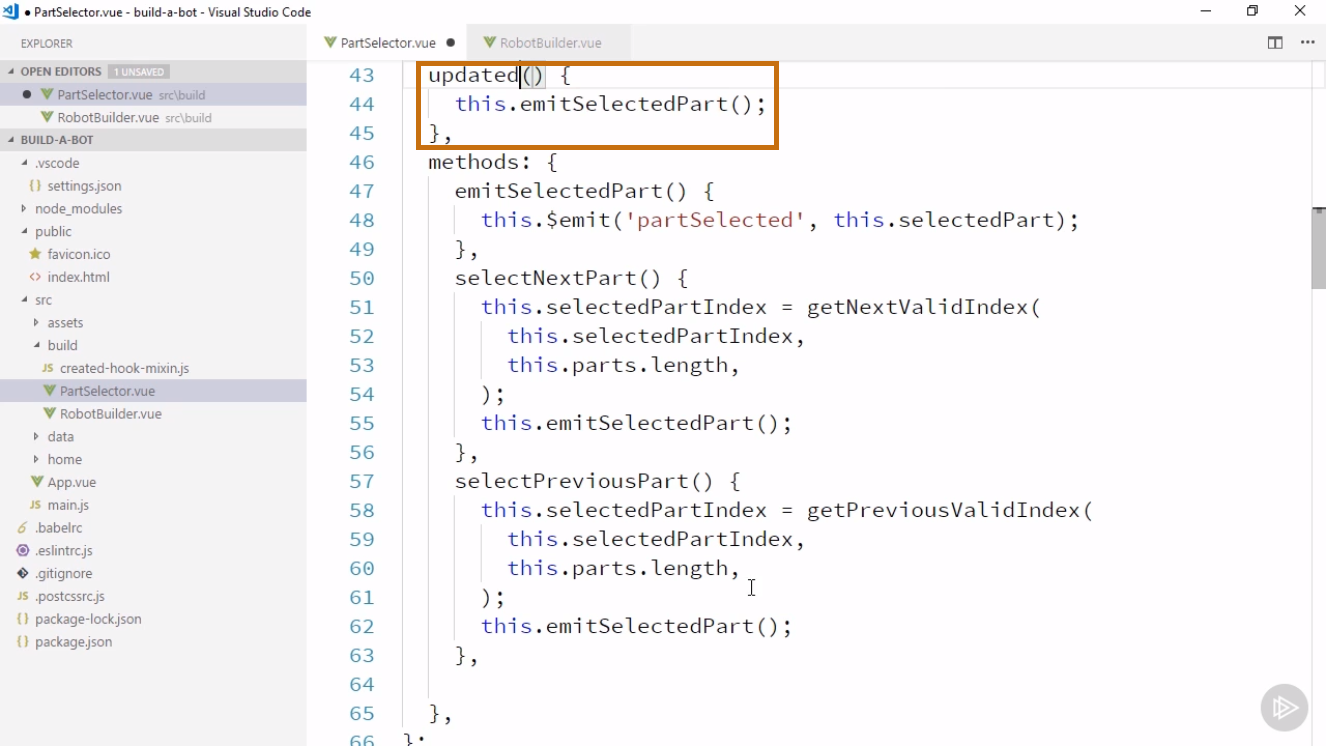 PartSelector.vue - build-a-bot - Visual Studio Code
EXPLORER
OPEN EDITORS 1 UNSAVED
PartSelector.vue src\build
RobotBuilder.vue src\build
BUILD-A-BOT
.vscode
{} settings.json
node_modules
public
favicon.ico
<> index.html
src
assets
build
JS created-hook-mixin.js
PartSelector.vue
RobotBuilder.vue
data
home
App.vue
JS main.js
.babelrc
.eslintrc.js
.gitignore
JS .postcssrc.js
{} package-lock.json
{} package.json
PartSelector.vue RobotBuilder.vue
43 updated() {
44 this.emitSelectedPart();
45 },
46 methods: {
47 emitSelectedPart() {
48 this.$emit('partSelected', this.selectedPart);
49 },
50 selectNextPart() {
51 this.selectedPartIndex = getNextValidIndex(
52 this.selectedPartIndex,
53 this.parts.length,
54 );
55 this.emitSelectedPart();
56 },
57 selectPreviousPart() {
58 this.selectedPartIndex = getPreviousValidIndex(
59 this.selectedPartIndex,
60 this.parts.length,
61 );
62 this.emitSelectedPart();
63 },
64
65 },
66 };